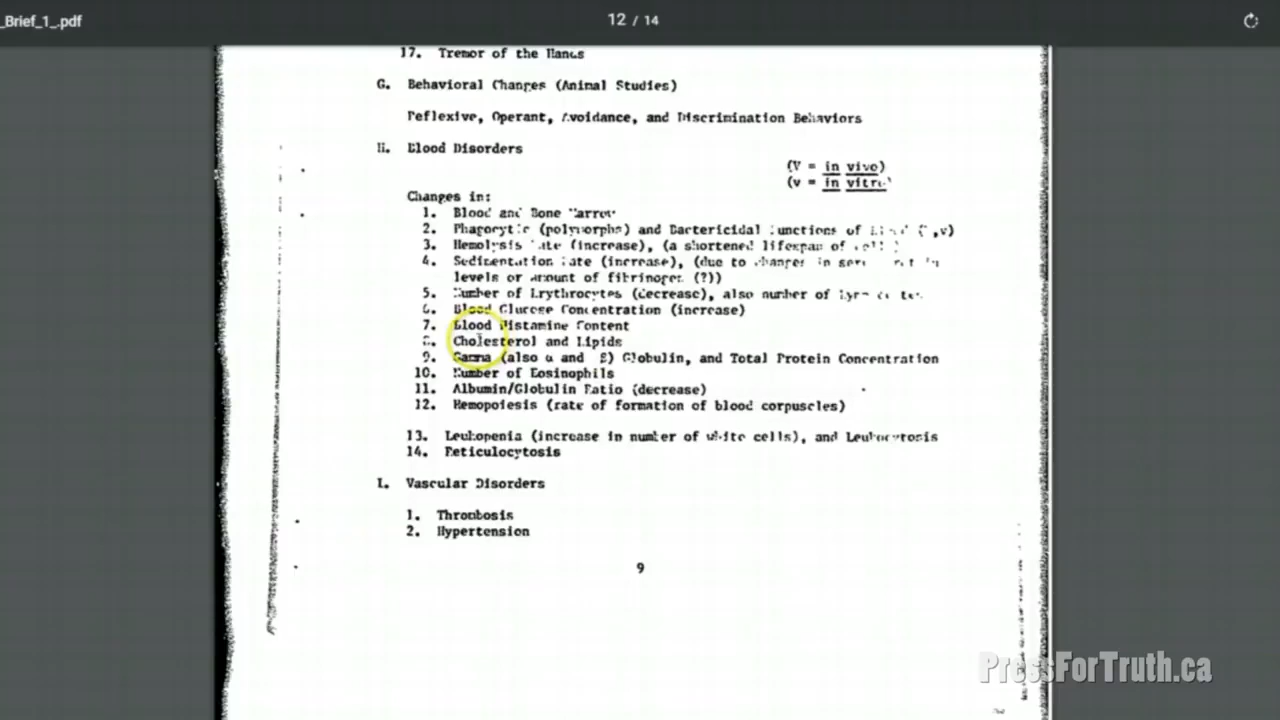 _Brief_1_.pdf
12 / 14
17. Tremor of the Hands
G. Behavioral Changes (Animal Studies)
Reflexive, Operant, Avoidance, and Discrimination Behaviors
H. Blood Disorders
(V = in vivo)
(v = in vitro)
Changes in:
1. Blood and Bone Marrow
2. Phagocytic (polymorphs) and Bactericidal Functions of
3. Hemolysis Rate (increase), (a shortened lifespan of cells)
4. Sedimentation Rate (increase), (due to changes in
levels or amount of fibrinogen (?))
5. Number of Erythrocytes (decrease), also number of
6. Blood Glucose Concentration (increase)
7. Blood Histamine Content
8. Cholesterol and Lipids
9. Gamma (also α and β) Globulin, and Total Protein Concentration
10. Number of Eosinophils
11. Albumin/Globulin Ratio (decrease)
12. Hemopoiesis (rate of formation of blood corpuscles)
13. Leukopenia (increase in number of white cells), and Leukocytosis
14. Reticulocytosis
I. Vascular Disorders
1. Thrombosis
2. Hypertension
9
PressForTruth.ca